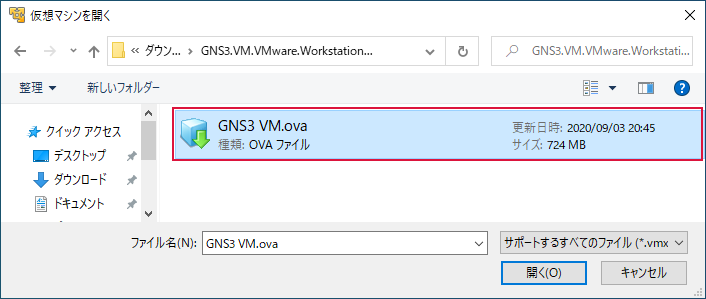 仮想マシンを開く
« ダウン... › GNS3.VM.VMware.Workstation...
GNS3.VM.VMware.Workstati...
整理 新しいフォルダー
クイック アクセス
デスクトップ
ダウンロード
ドキュメント
GNS3 VM.ova
種類: OVA ファイル
更新日時: 2020/09/03 20:45
サイズ: 724 MB
ファイル名(N):
GNS3 VM.ova
サポートするすべてのファイル (*.vmx
開く(O)
キャンセル